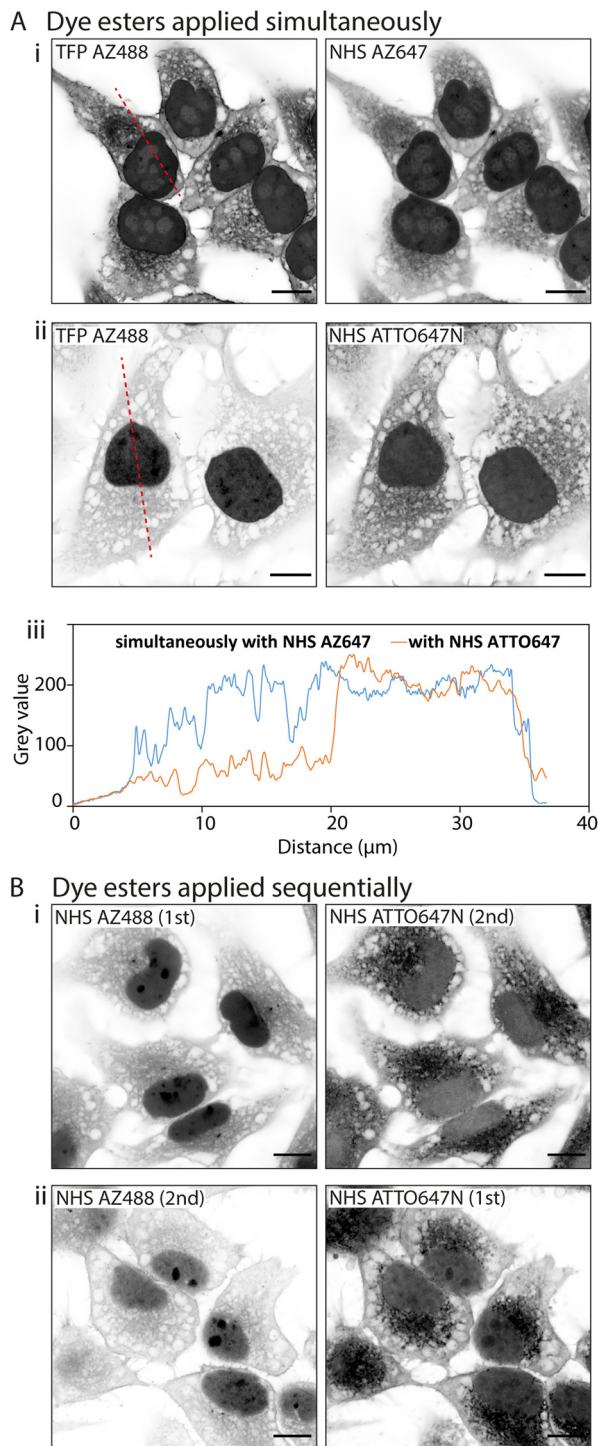 A Dye esters applied simultaneously
i
TFP AZ488
NHS AZ647
ii
TFP AZ488
NHS ATTO647N
iii
simultaneously with NHS AZ647 with NHS ATTO647
Grey value
200
100
0
0 10 20 30 40
Distance (µm)
B Dye esters applied sequentially
i
NHS AZ488 (1st)
NHS ATTO647N (2nd)
ii
NHS AZ488 (2nd)
NHS ATTO647N (1st)